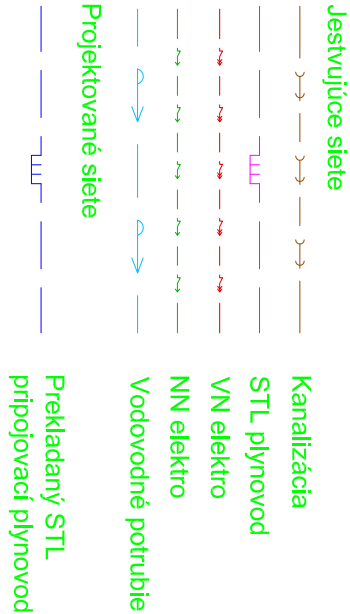 Jestvujúce siete
Kanalizácia
STL plynovod
VN elektro
NN elektro
Vodovodné potrubie
Projektované siete
Prekladaný STL
pripojovací plynovod